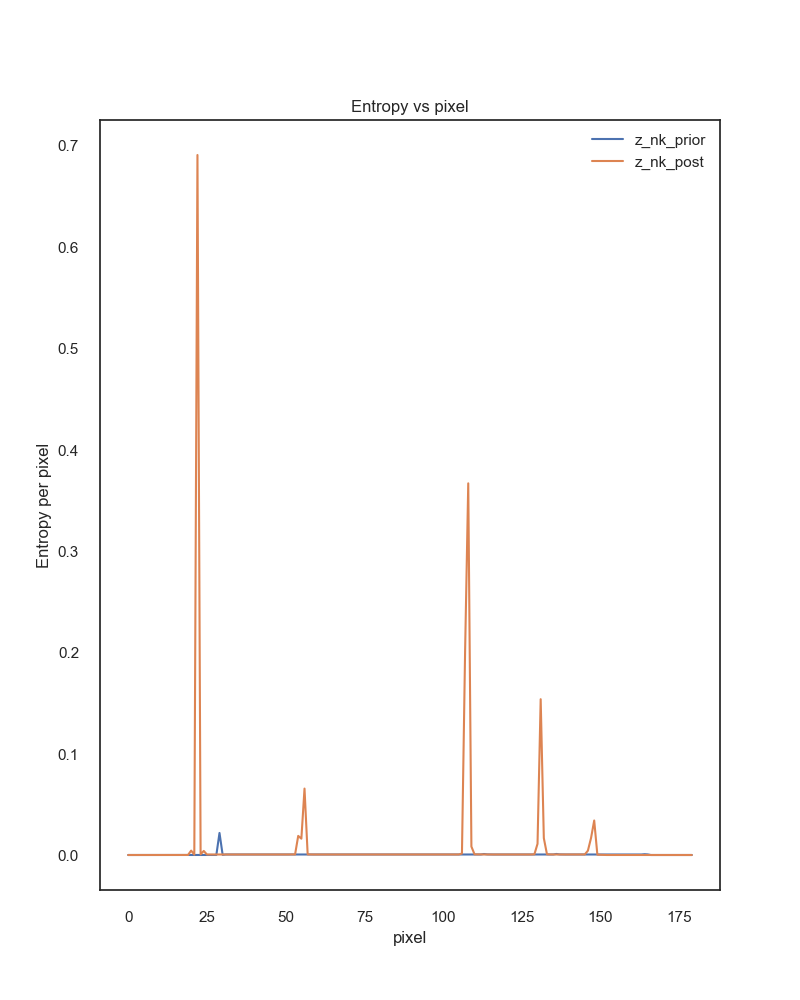 Entropy vs pixel
z_nk_prior
z_nk_post
Entropy per pixel
0.7
0.6
0.5
0.4
0.3
0.2
0.1
0.0
0 25 50 75 100 125 150 175
pixel